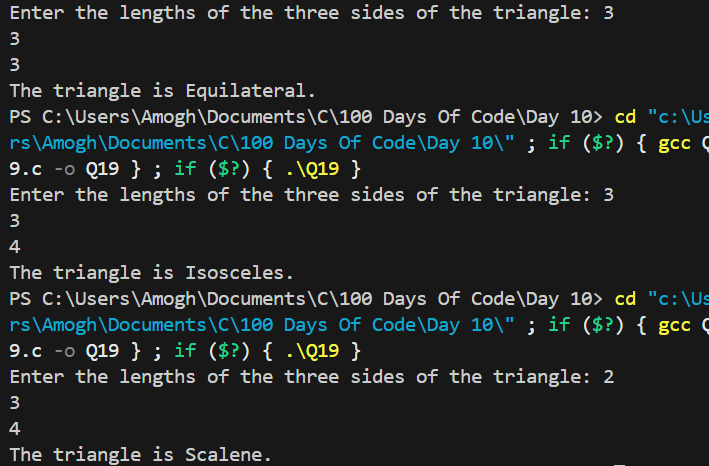 Enter the lengths of the three sides of the triangle: 3
3
3
The triangle is Equilateral.
PS C:\Users\Amogh\Documents\C\100 Days Of Code\Day 10> cd "c:\Us
rs\Amogh\Documents\C\100 Days Of Code\Day 10\" ; if ($?) { gcc Q
9.c -o Q19 } ; if ($?) { .\Q19 }
Enter the lengths of the three sides of the triangle: 3
3
4
The triangle is Isosceles.
PS C:\Users\Amogh\Documents\C\100 Days Of Code\Day 10> cd "c:\Us
rs\Amogh\Documents\C\100 Days Of Code\Day 10\" ; if ($?) { gcc Q
9.c -o Q19 } ; if ($?) { .\Q19 }
Enter the lengths of the three sides of the triangle: 2
3
4
The triangle is Scalene.